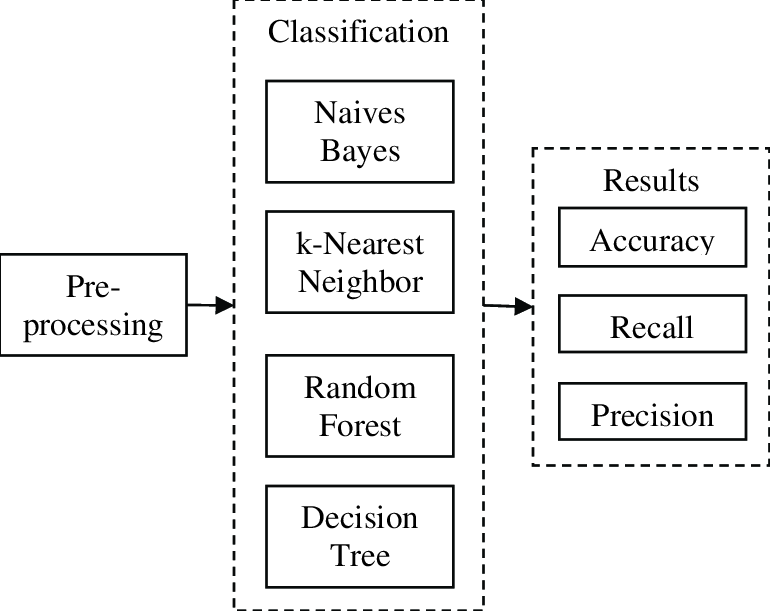 Pre-
processing
Classification
Naives
Bayes
k-Nearest
Neighbor
Random
Forest
Decision
Tree
Results
Accuracy
Recall
Precision